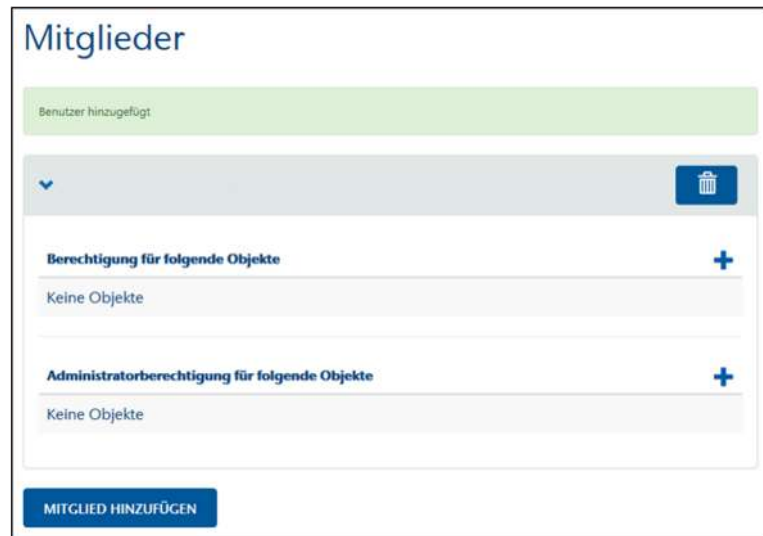 Mitglieder
Benutzer hinzugefügt
Berechtigung für folgende Objekte
Keine Objekte
Administratorberechtigung für folgende Objekte
Keine Objekte
MITGLIED HINZUFÜGEN